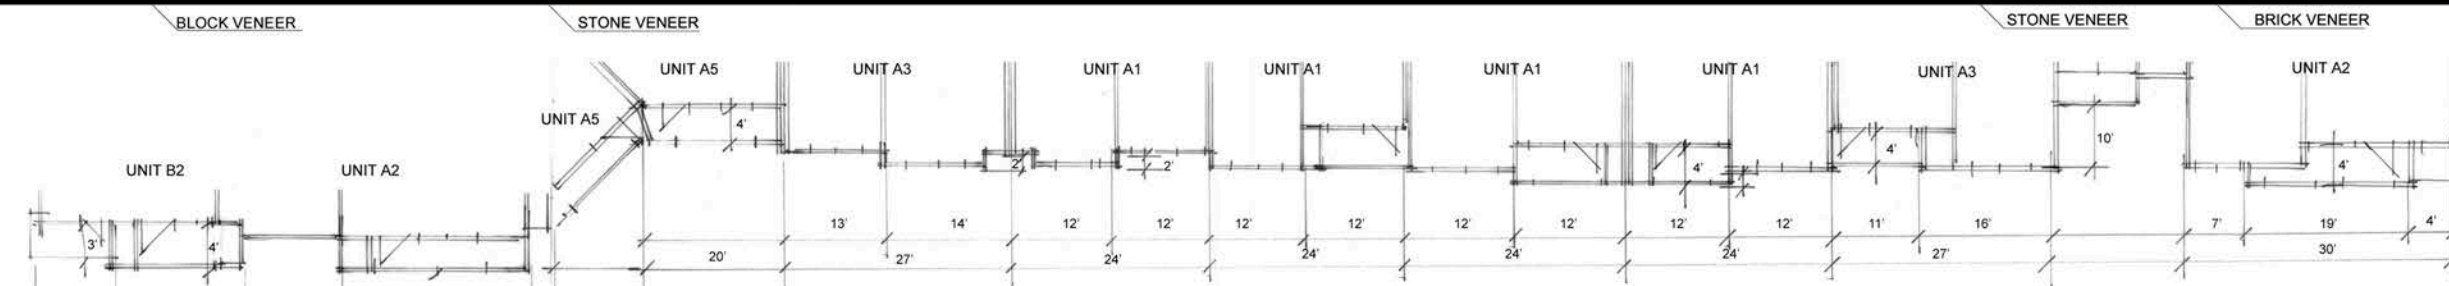 BLOCK VENEER
STONE VENEER
STONE VENEER
BRICK VENEER
UNIT A5
UNIT A3
UNIT A1
UNIT A1
UNIT A1
UNIT A1
UNIT A3
UNIT A2
UNIT A5
4'
10'
UNIT B2
UNIT A2
2'
2'
4'
4'
4'
3'
4'
13'
14'
12'
12'
12'
12'
12'
12'
12'
12'
11'
16'
7'
19'
4'
20'
27'
24'
24'
24'
24'
27'
30'